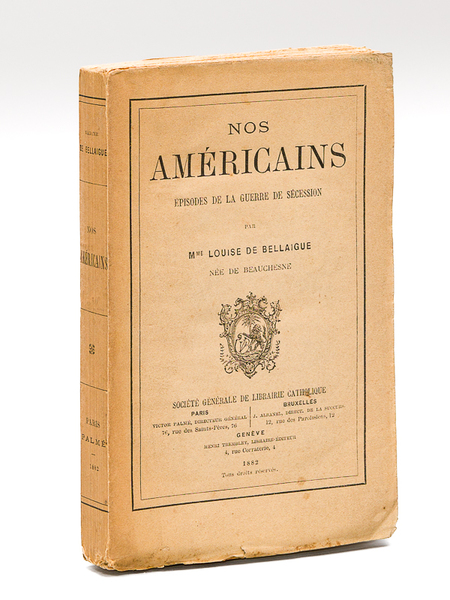 NOS
AMÉRICAINS
ÉPISODES DE LA GUERRE DE SÉCESSION
PAR
Mme LOUISE DE BELLAIGUE
NÉE DE BEAUCHESNE
SOCIÉTÉ GÉNÉRALE DE LIBRAIRIE CATHOLIQUE
PARIS
VICTOR PALMÉ, DIRECTEUR GÉNÉRAL
76, rue des Saints-Pères, 76
BRUXELLES
J. ALBANEL, DIRECT. DE LA SUCCURS.
12, rue des Paroissiens, 12
GENÈVE
HENRI TREMBLEY, LIBRAIRE-ÉDITEUR
4, rue Corraterie, 4
1882
Tous droits réservés.
DE BELLAIGUE
NOS
AMÉRICAINS
PARIS
PALMÉ
1882